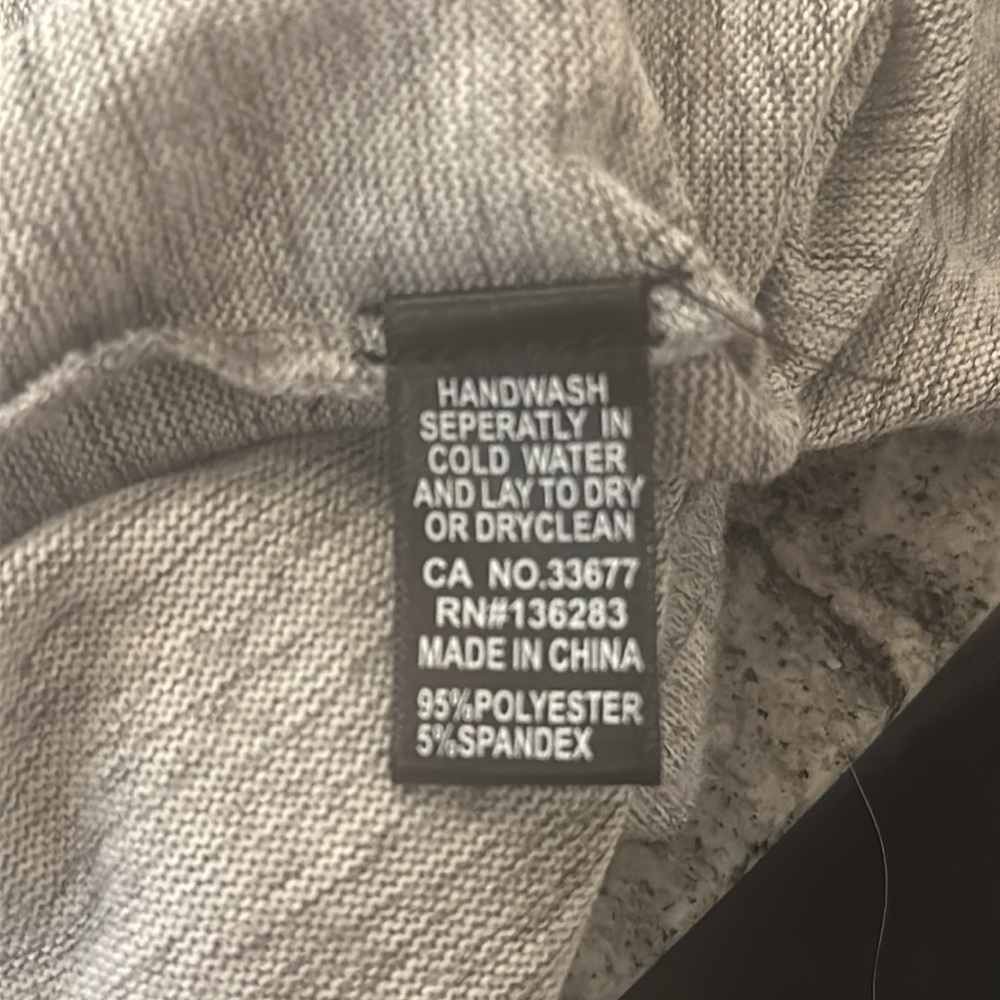 HANDWASH
SEPERATLY IN
COLD WATER
AND LAY TO DRY
OR DRYCLEAN
CA NO.33677
RN#136283
MADE IN CHINA
95%POLYESTER
5%SPANDEX